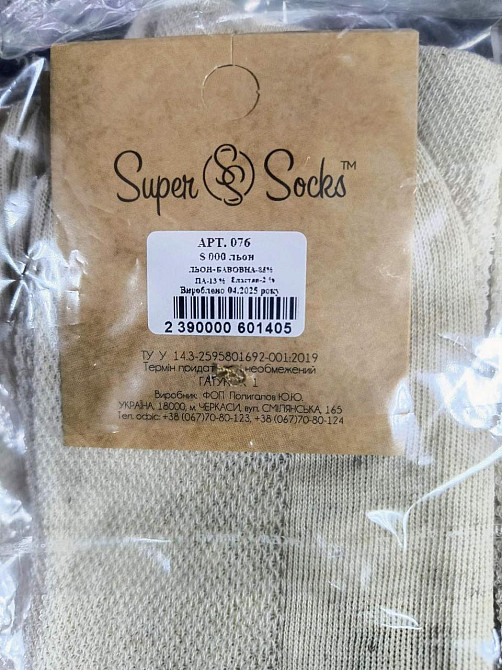 Super Socks™
АРТ. 076
S 000 ЛЬОН
ЛЬОН-БАВОВНА-85%
ПА-13 % Еластан-2 %
Вироблено 04.2025 року
2 390000 601405
ТУ У 14.3-2595801692-001:2019
Термін необмежений
1
Виробник: ФОП Полигалов Ю.Ю.
УКРАЇНА, 18000, м. ЧЕРКАСИ, вул. СМІЛЯНСЬКА, 165
Тел. офіс: +38 (067)70-80-123, +38 (067)70-80-124